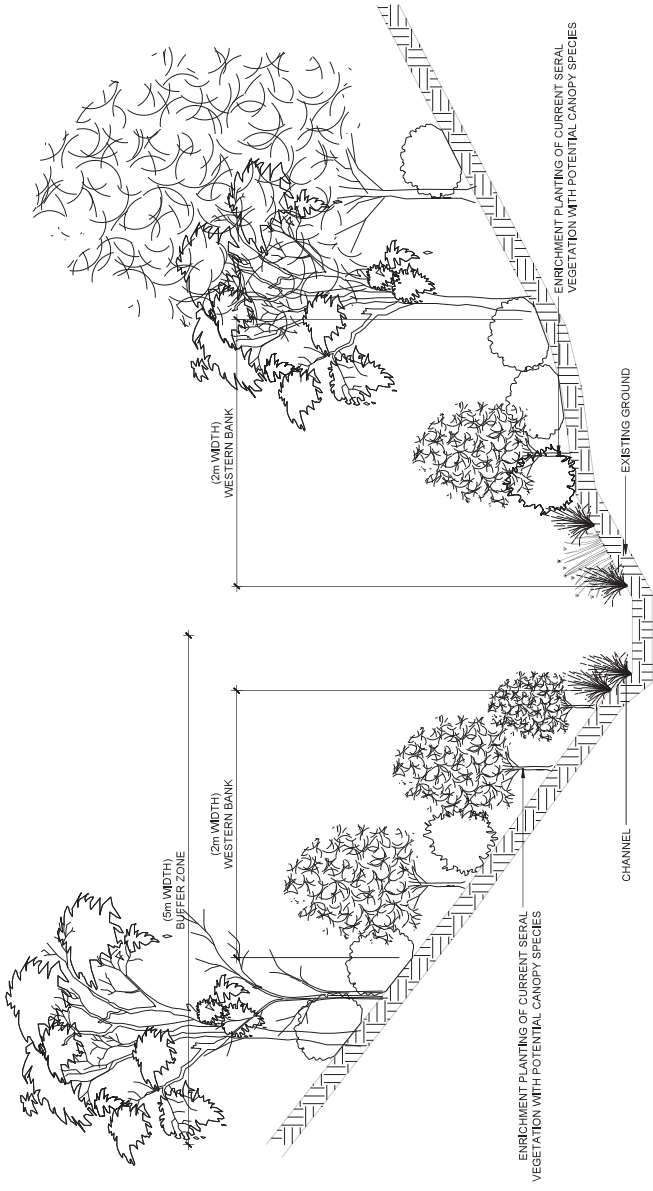 (5m WIDTH)
BUFFER ZONE
(2m WIDTH)
WESTERN BANK
(2m WIDTH)
WESTERN BANK
ENRICHMENT PLANTING OF CURRENT SERAL
VEGETATION WITH POTENTIAL CANOPY SPECIES
CHANNEL
EXISTING GROUND
ENRICHMENT PLANTING OF CURRENT SERAL
VEGETATION WITH POTENTIAL CANOPY SPECIES